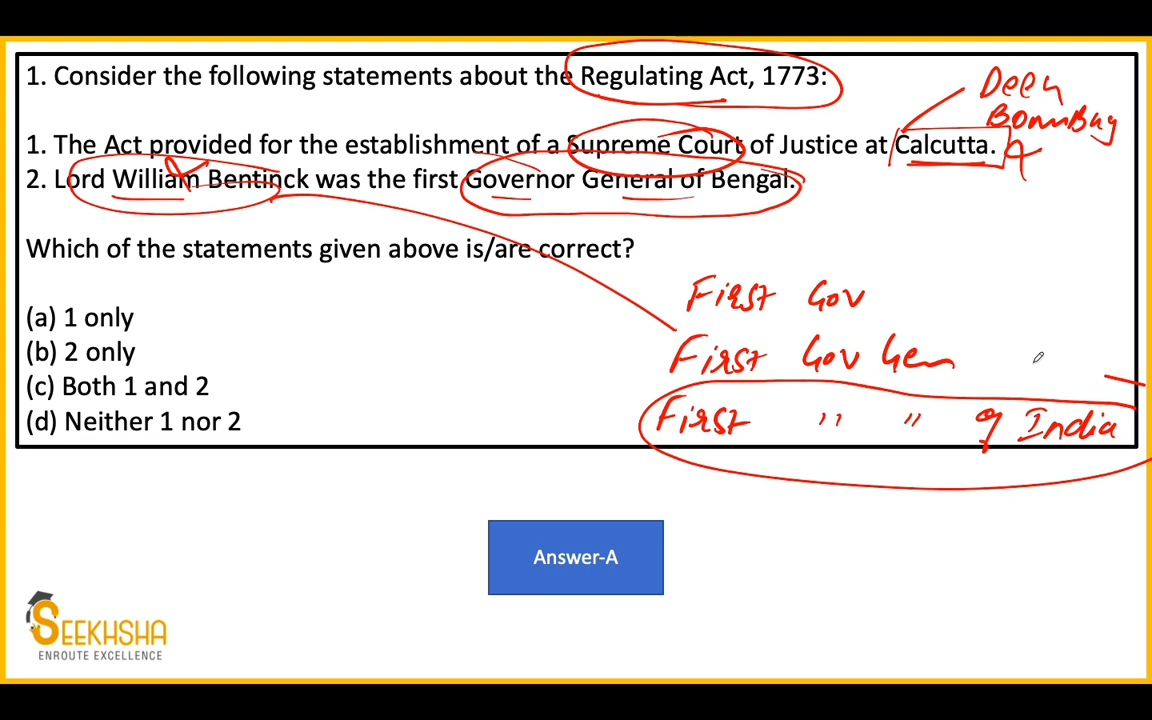 1. Consider the following statements about the Regulating Act, 1773:
Bombay
1. The Act provided for the establishment of a Supreme Court of Justice at Calcutta.
2. Lord William Bentinck was the first Governor General of Bengal.
Which of the statements given above is/are correct?
First Gov
(a) 1 only
(b) 2 only
First Gov Gen
(c) Both 1 and 2
(d) Neither 1 nor 2
First " " of India
Answer-A
SEEKHSHA
ENROUTE EXCELLENCE